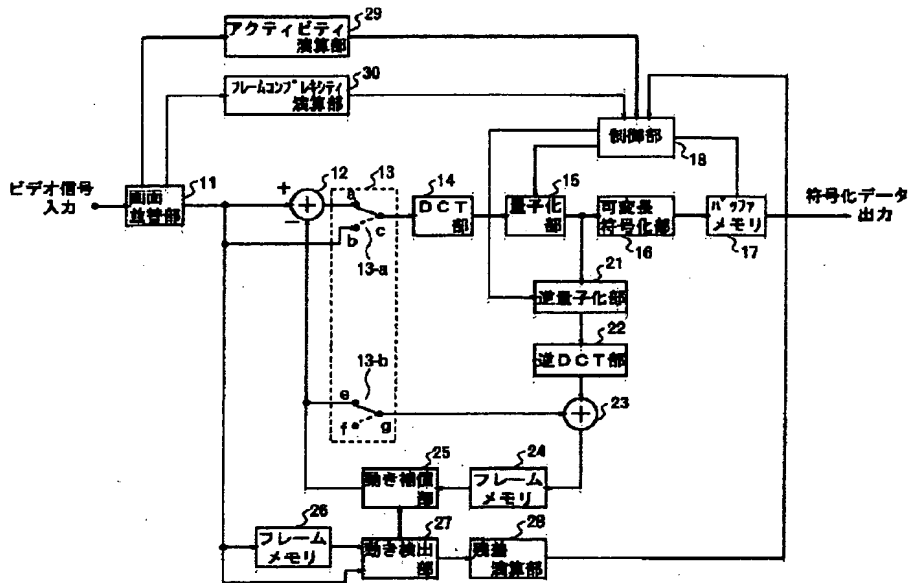 アクティビティ
演算部
29
フレームコンプレキシティ
演算部
30
制御部
18
ビデオ信号
入力
画面
並替部
11
+
12
13
a
b
c
13-a
14
DCT
部
15
量子化
部
可変長
符号化部
16
バッファ
メモリ
17
符号化データ
出力
21
逆量子化部
22
逆DCT部
13-b
e
f
g
23
25
動き補償
部
24
フレーム
メモリ
26
フレーム
メモリ
27
動き検出
部
28
残差
演算部